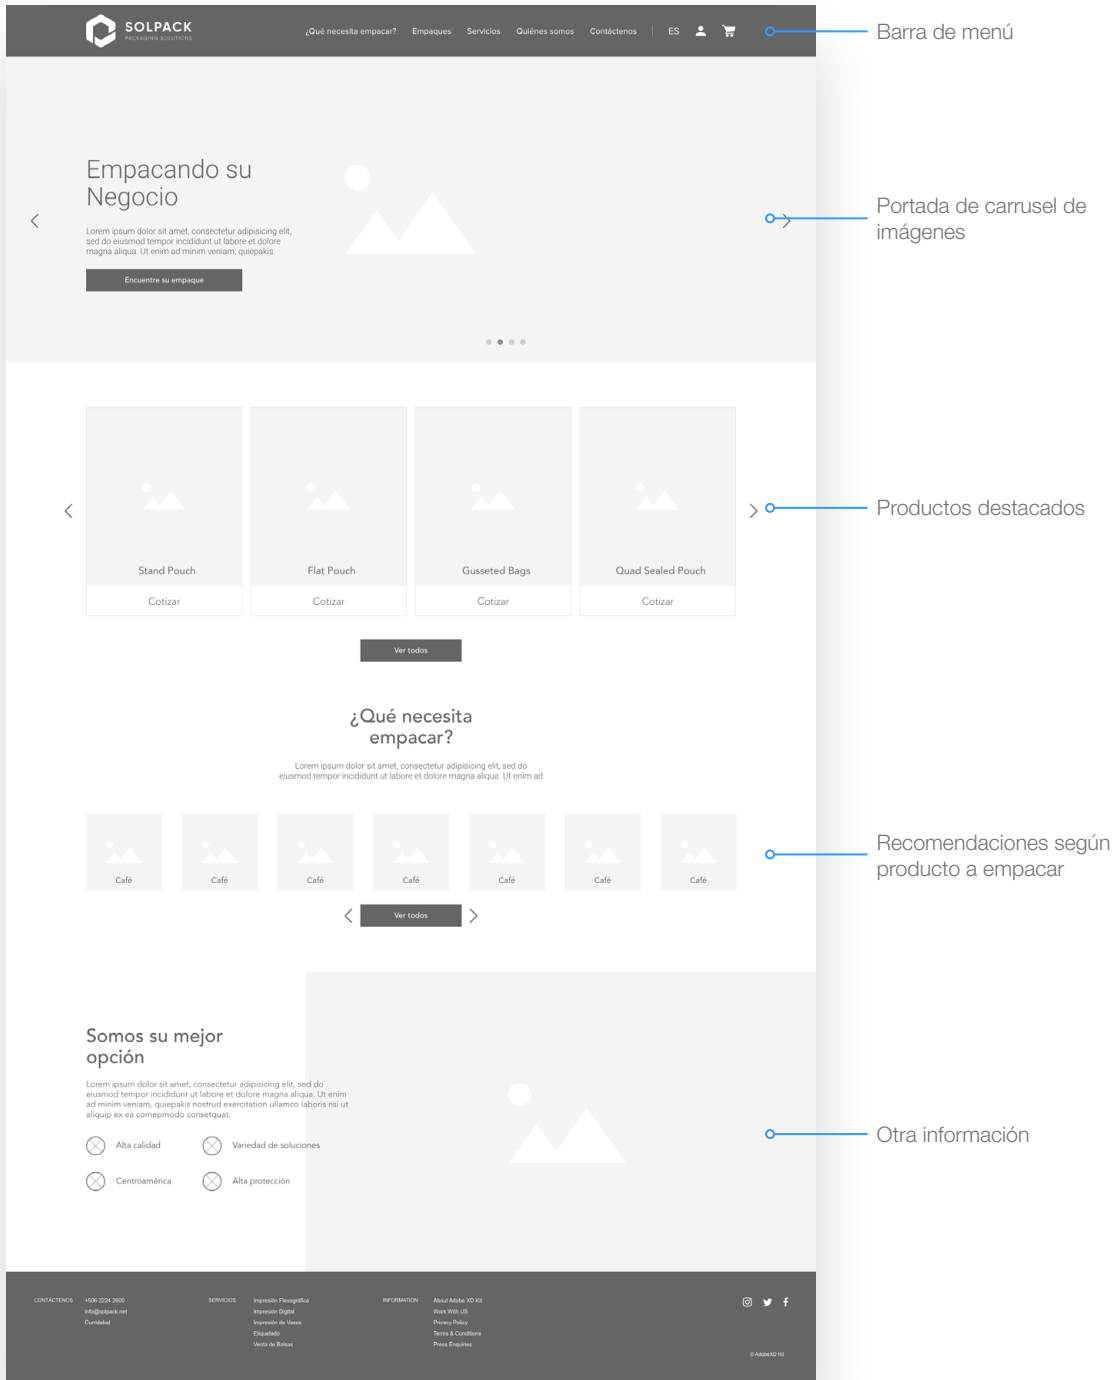 SOLPACK
PACKAGING SOLUTIONS
¿Qué necesita empacar? Empaques Servicios Quiénes somos Contáctenos ES
Barra de menú
Empacando su
Negocio
Lorem ipsum dolor sit amet, consectetur adipisicing elit,
sed do eiusmod tempor incididunt ut labore et dolore
magna aliqua. Ut enim ad minim veniam, quiepakis
Encuentre su empaque
Portada de carrusel de
imágenes
Stand Pouch Flat Pouch Gusseted Bags Quad Sealed Pouch
Cotizar Cotizar Cotizar Cotizar
Productos destacados
Ver todos
¿Qué necesita
empacar?
Lorem ipsum dolor sit amet, consectetur adipisicing elit, sed do
eiusmod tempor incididunt ut labore et dolore magna aliqua. Ut enim ad
Café Café Café Café Café Café Café
Recomendaciones según
producto a empacar
Ver todos
Somos su mejor
opción
Lorem ipsum dolor sit amet, consectetur adipisicing elit, sed do
eiusmod tempor incididunt ut labore et dolore magna aliqua. Ut enim
ad minim veniam, quiepakis nostrud exercitation ullamco laboris nsi ut
aliquip ex ea comepmodo consetquat.
Alta calidad Variedad de soluciones
Centroamérica Alta protección
Otra información
CONTÁCTENOS
+506 2224 2600
info@solpack.net
Curridabat
SERVICIOS
Impresión Flexográfica
Impresión Digital
Impresión de Vasos
Etiquetado
Venta de Bolsas
INFORMATION
About Adobe XD Kit
Work With US
Privacy Policy
Terms & Conditions
Press Enquiries
© AdobeXD Kit